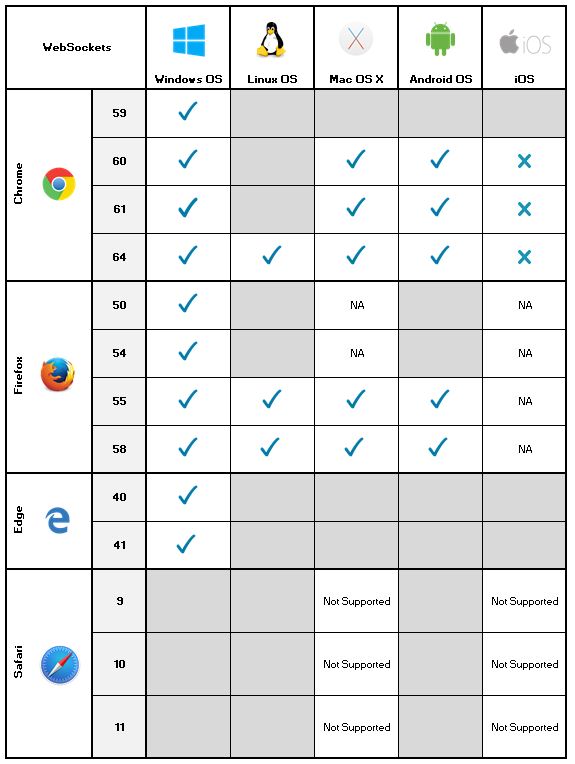 WebSockets
Windows OS
Linux OS
Mac OS X
Android OS
iOS
iOS
Chrome
59
60
61
64
Firefox
50 NA NA
54 NA NA
55 NA
58 NA
Edge
40
41
Safari
9 Not Supported Not Supported
10 Not Supported Not Supported
11 Not Supported Not Supported